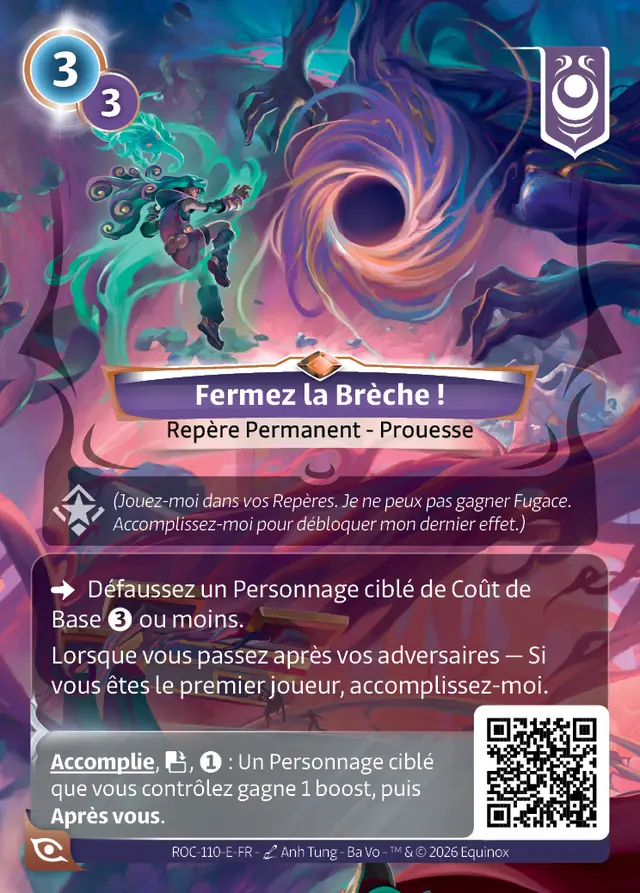 3
3
Fermez la Brèche !
Repère Permanent - Prouesse
(Jouez-moi dans vos Repères. Je ne peux pas gagner Fugace.
Accomplissez-moi pour débloquer mon dernier effet.)
Défaussez un Personnage ciblé de Coût de
Base 3 ou moins.
Lorsque vous passez après vos adversaires — Si
vous êtes le premier joueur, accomplissez-moi.
Accomplie, , 1 : Un Personnage ciblé
que vous contrôlez gagne 1 boost, puis
Après vous.
ROC-110-E-FR - Anh Tung - Ba Vo - ™ & © 2026 Equinox